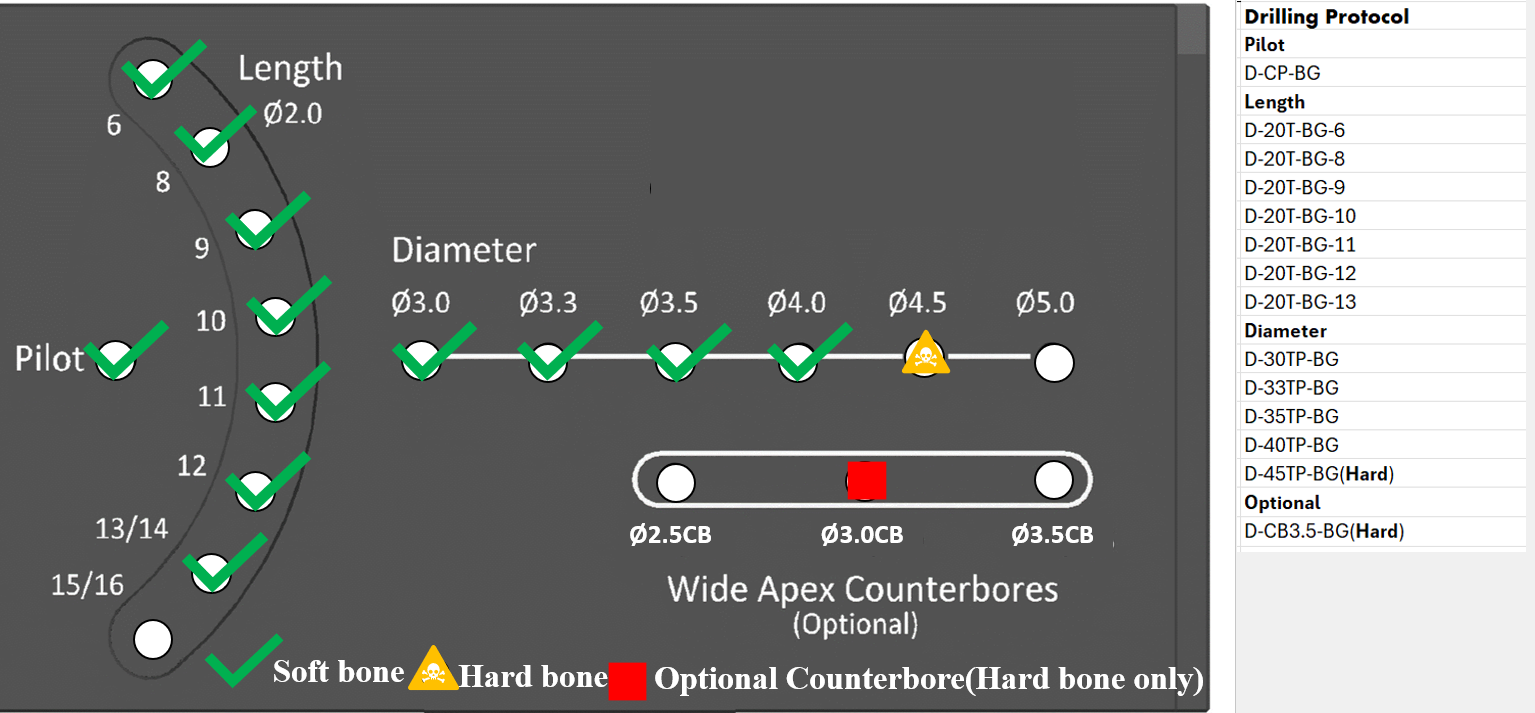 Length
Ø2.0
6
8
9
10
Pilot
11
12
13/14
15/16
Diameter
Ø3.0 Ø3.3 Ø3.5 Ø4.0 Ø4.5 Ø5.0
Ø2.5CB Ø3.0CB Ø3.5CB
Wide Apex Counterbores
(Optional)
Soft bone Hard bone Optional Counterbore(Hard bone only)
Drilling Protocol
Pilot
D-CP-BG
Length
D-20T-BG-6
D-20T-BG-8
D-20T-BG-9
D-20T-BG-10
D-20T-BG-11
D-20T-BG-12
D-20T-BG-13
Diameter
D-30TP-BG
D-33TP-BG
D-35TP-BG
D-40TP-BG
D-45TP-BG(Hard)
Optional
D-CB3.5-BG(Hard)